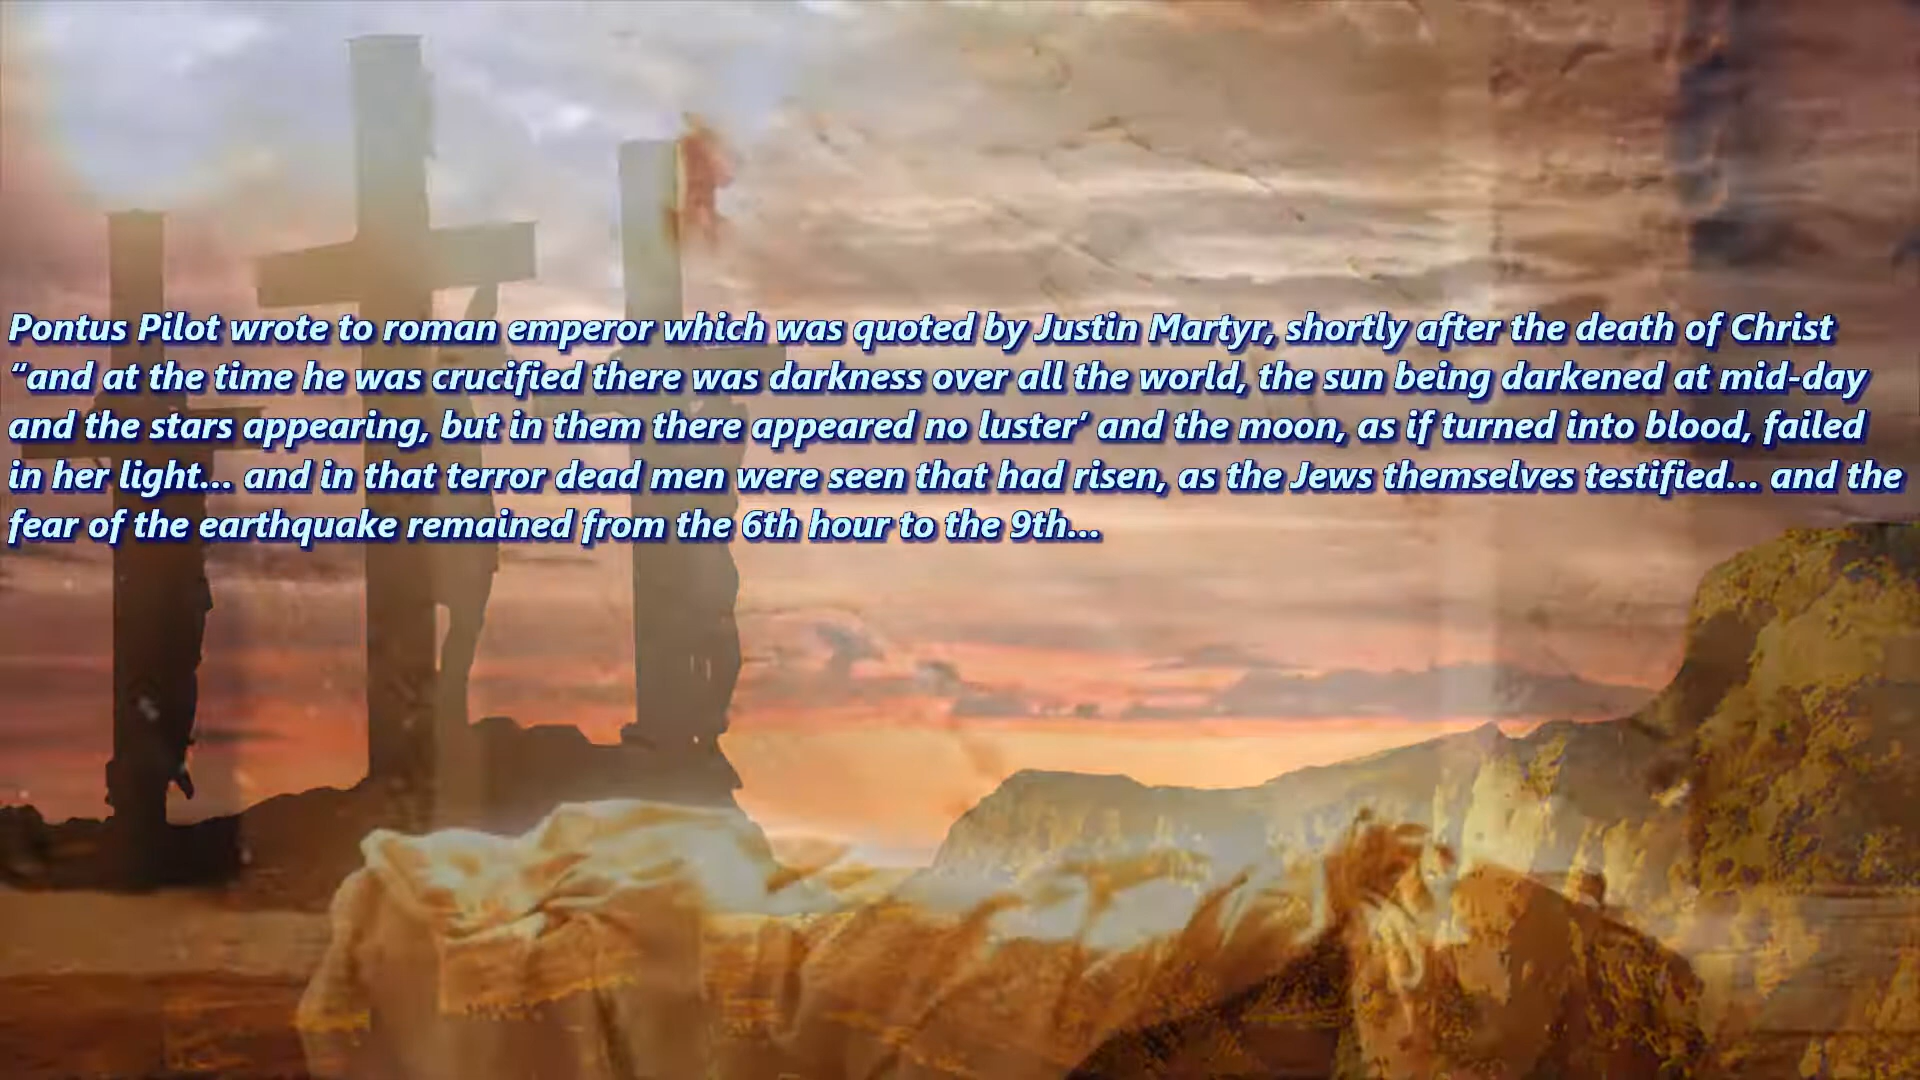 Pontus Pilot wrote to roman emperor which was quoted by Justin Martyr, shortly after the death of Christ
“and at the time he was crucified there was darkness over all the world, the sun being darkened at mid-day
and the stars appearing, but in them there appeared no luster’ and the moon, as if turned into blood, failed
in her light... and in that terror dead men were seen that had risen, as the Jews themselves testified... and the
fear of the earthquake remained from the 6th hour to the 9th...